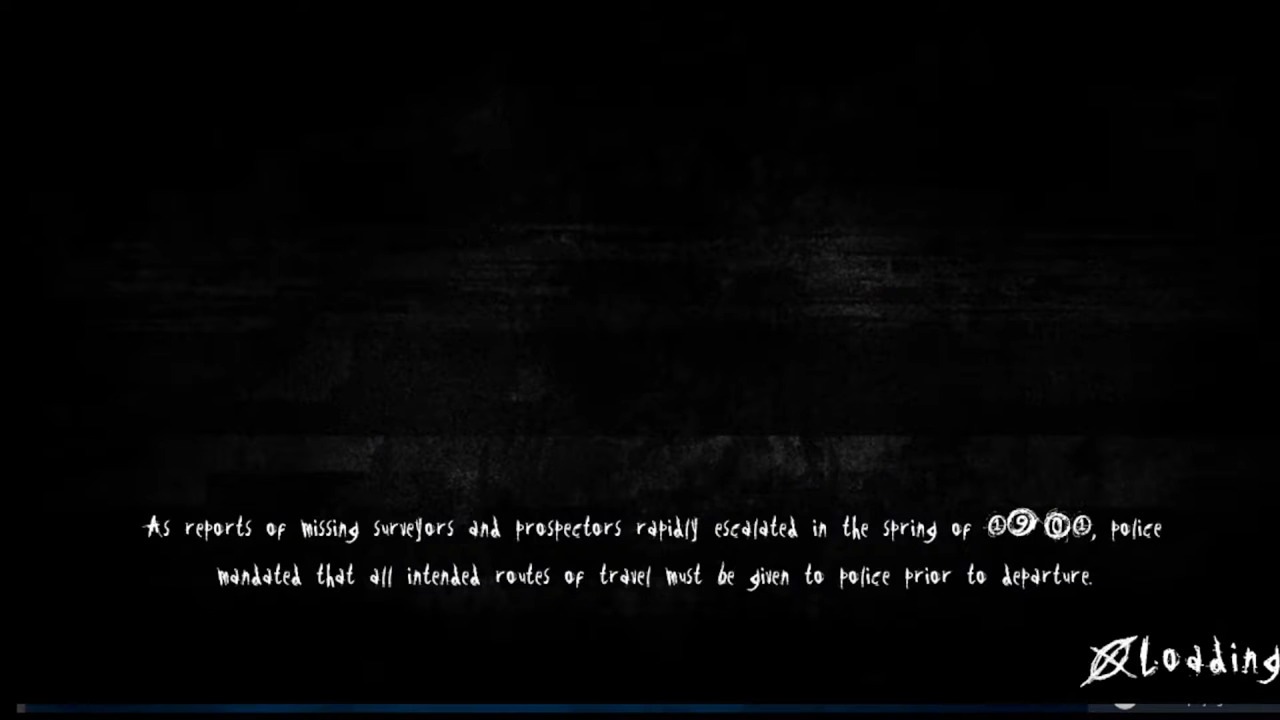 As reports of missing surveyors and prospectors rapidly escalated in the spring of 1901, police
mandated that all intended routes of travel must be given to police prior to departure.
Loading